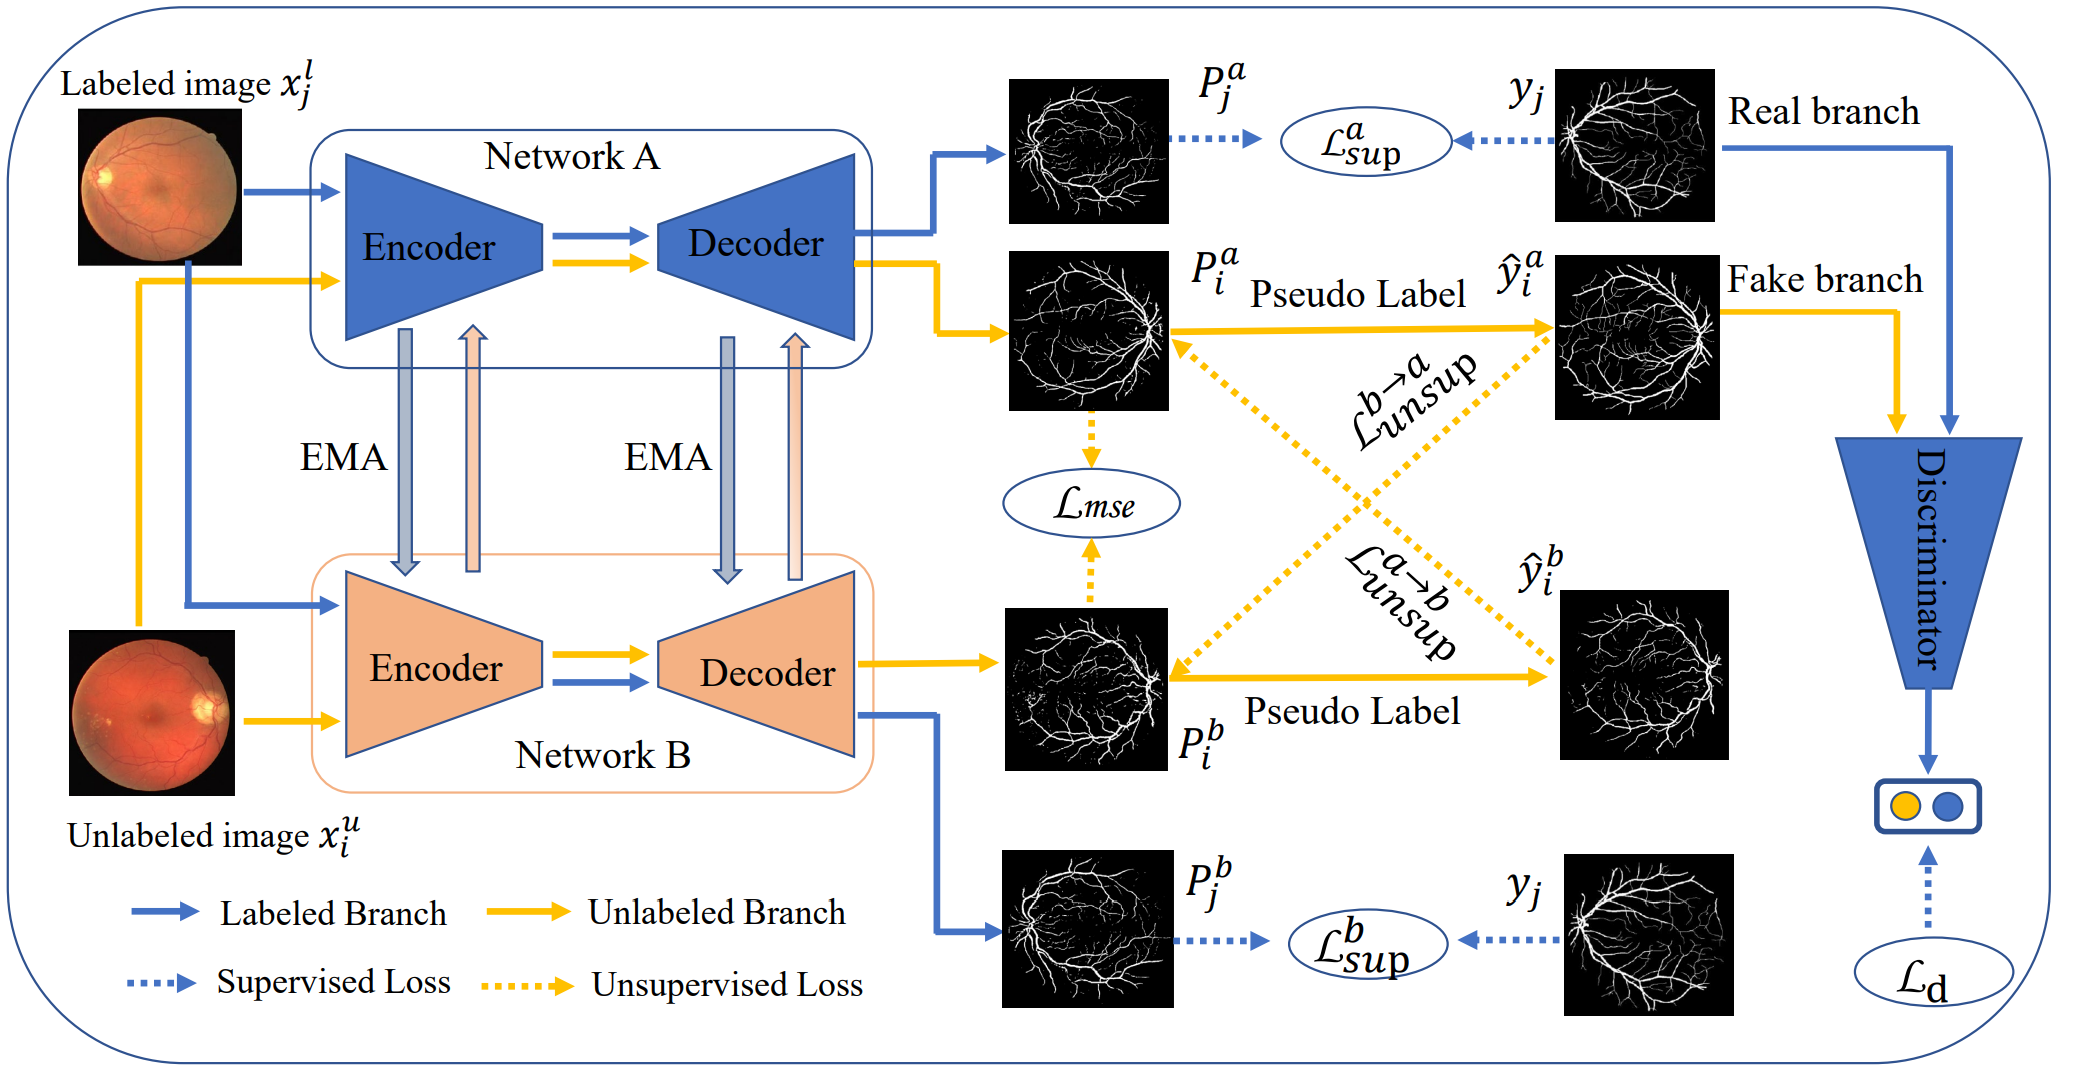 Labeled image $x_j^l$
Network A
Encoder
Decoder
EMA
EMA
Encoder
Decoder
Network B
Unlabeled image $x_i^u$
Labeled Branch
Unlabeled Branch
Supervised Loss
Unsupervised Loss
$P_j^a$
$\mathcal{L}_{sup}^a$
$y_j$
Real branch
$P_i^a$
Pseudo Label
$\hat{y}_i^a$
Fake branch
$\mathcal{L}_{unsup}^{b \to a}$
$\mathcal{L}_{mse}$
$\mathcal{L}_{unsup}^{a \to b}$
$\hat{y}_i^b$
Pseudo Label
$P_i^b$
$P_j^b$
$\mathcal{L}_{sup}^b$
$y_j$
Discriminator
$\mathcal{L}_d$